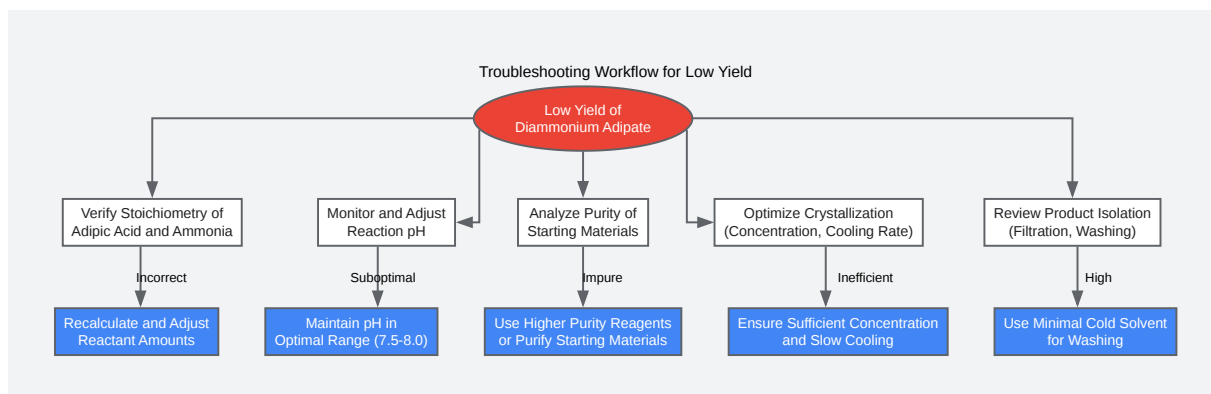 Troubleshooting Workflow for Low Yield
Low Yield of
Diammonium Adipate
Verify Stoichiometry of
Adipic Acid and Ammonia
Monitor and Adjust
Reaction pH
Analyze Purity of
Starting Materials
Optimize Crystallization
(Concentration, Cooling Rate)
Review Product Isolation
(Filtration, Washing)
Incorrect
Suboptimal
Impure
Inefficient
High
Recalculate and Adjust
Reactant Amounts
Maintain pH in
Optimal Range (7.5-8.0)
Use Higher Purity Reagents
or Purify Starting Materials
Ensure Sufficient Concentration
and Slow Cooling
Use Minimal Cold Solvent
for Washing